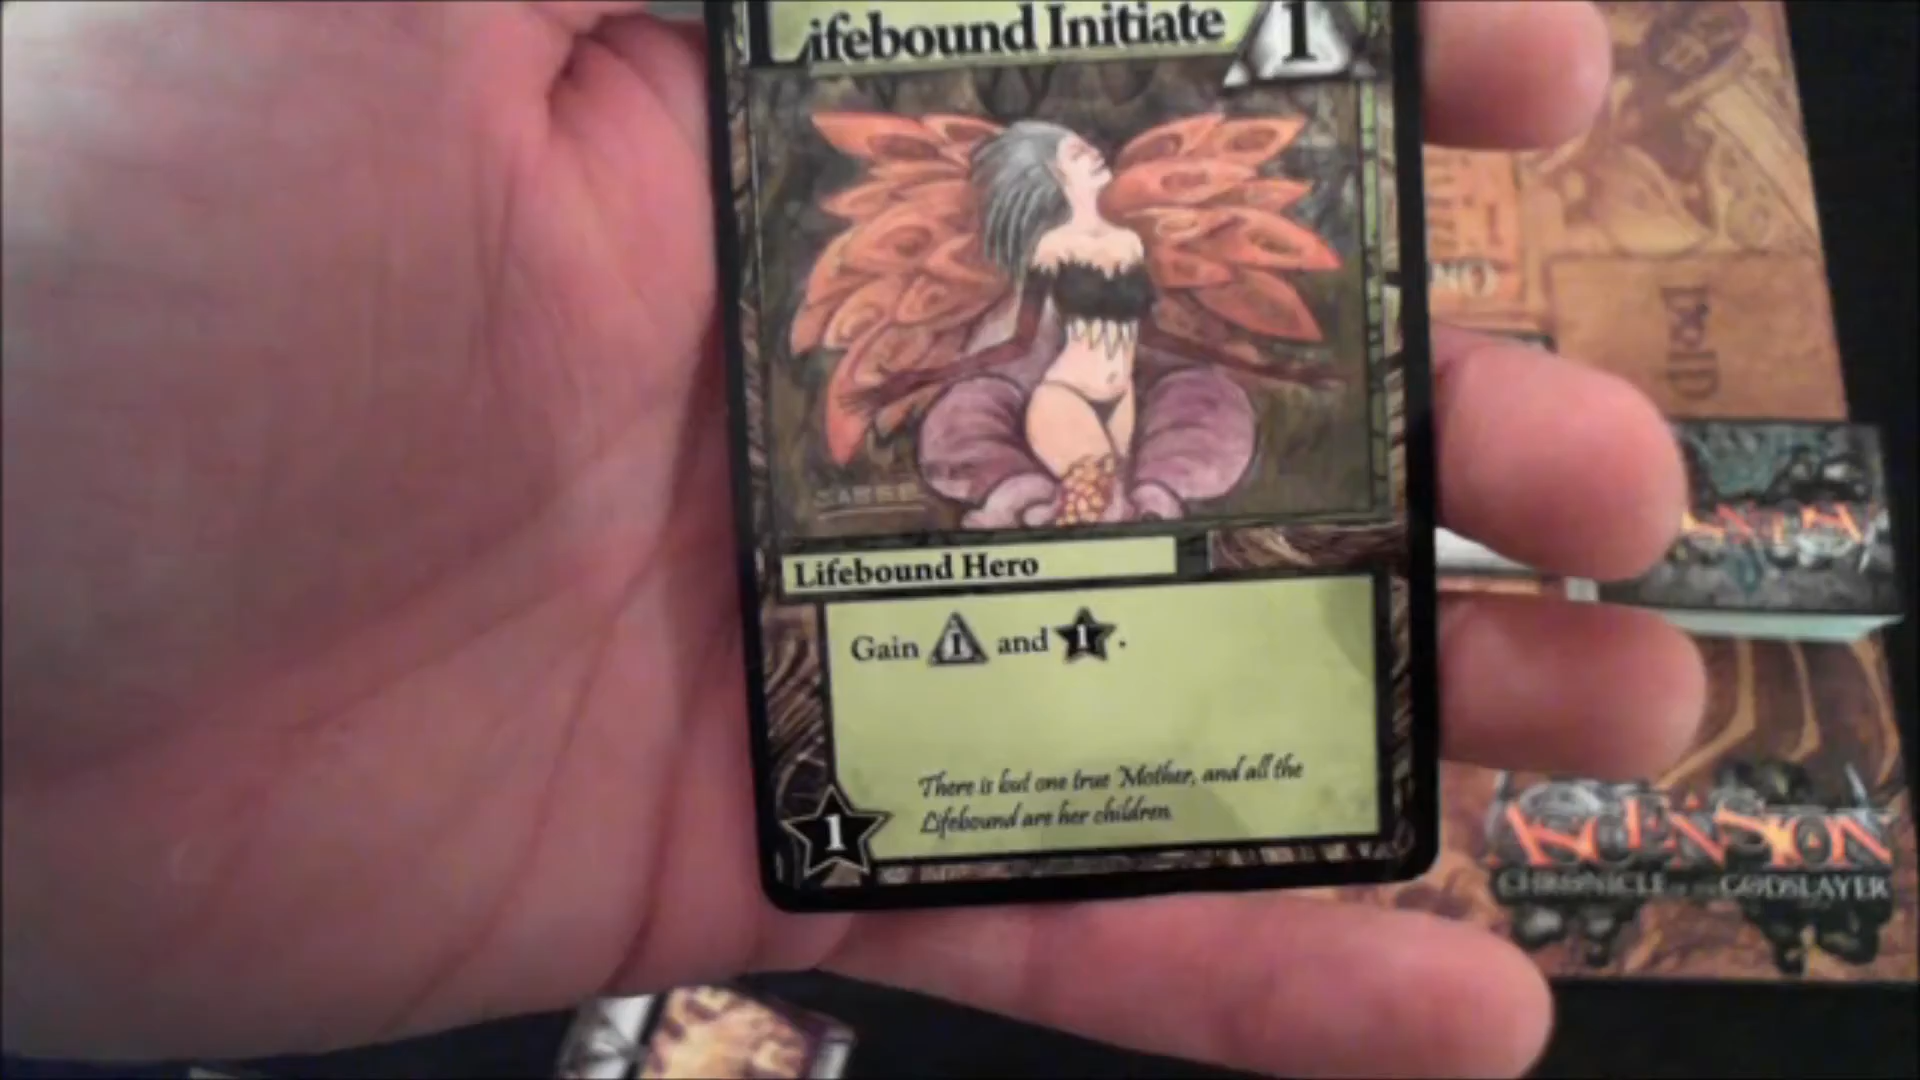 Lifebound Initiate 1
Lifebound Hero
Gain 1 and 1.
There is but one true Mother, and all the
Lifebound are her children.
1
VOID
ASCENSION
CHRONICLE OF THE GODSLAYER